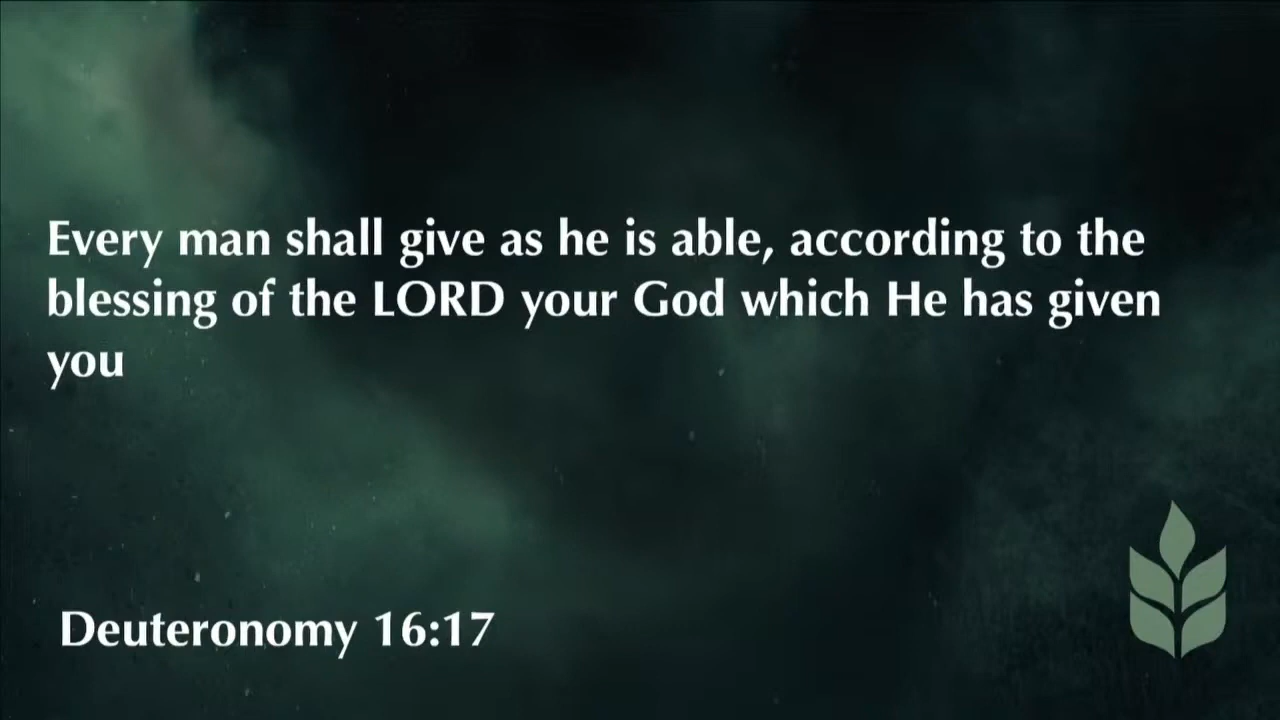 Every man shall give as he is able, according to the
blessing of the LORD your God which He has given
you
Deuteronomy 16:17